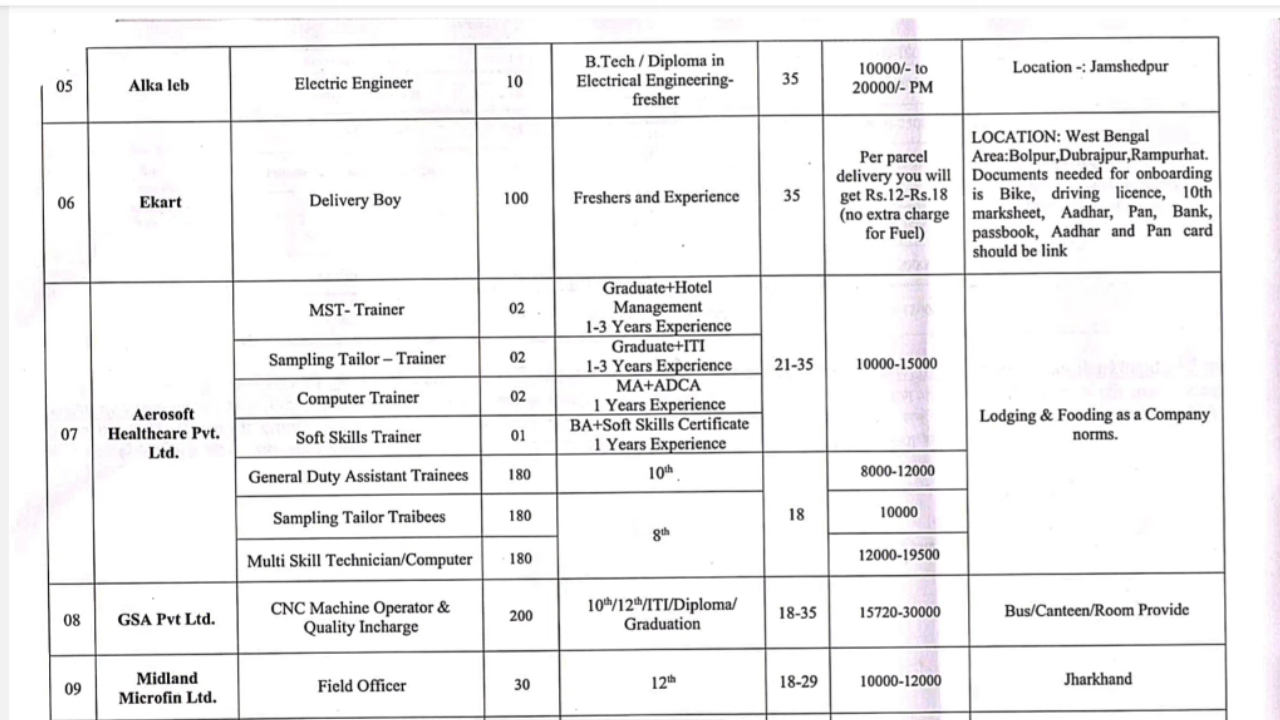 05
Alka leb
Electric Engineer
10
B.Tech / Diploma in
Electrical Engineering-
fresher
35
10000/- to
20000/- PM
Location -: Jamshedpur
06
Ekart
Delivery Boy
100
Freshers and Experience
35
Per parcel
delivery you will
get Rs.12-Rs.18
(no extra charge
for Fuel)
LOCATION: West Bengal
Area:Bolpur,Dubrajpur,Rampurhat.
Documents needed for onboarding
is Bike, driving licence, 10th
marksheet, Aadhar, Pan, Bank,
passbook, Aadhar and Pan card
should be link
07
Aerosoft
Healthcare Pvt.
Ltd.
MST- Trainer
02
Graduate+Hotel
Management
1-3 Years Experience
Sampling Tailor – Trainer
02
Graduate+ITI
1-3 Years Experience
Computer Trainer
02
MA+ADCA
1 Years Experience
Soft Skills Trainer
01
BA+Soft Skills Certificate
1 Years Experience
21-35
10000-15000
General Duty Assistant Trainees
180
10th
8000-12000
Sampling Tailor Traibees
180
8th
18
10000
Multi Skill Technician/Computer
180
12000-19500
Lodging & Fooding as a Company
norms.
08
GSA Pvt Ltd.
CNC Machine Operator &
Quality Incharge
200
10th/12th/ITI/Diploma/
Graduation
18-35
15720-30000
Bus/Canteen/Room Provide
09
Midland
Microfin Ltd.
Field Officer
30
12th
18-29
10000-12000
Jharkhand